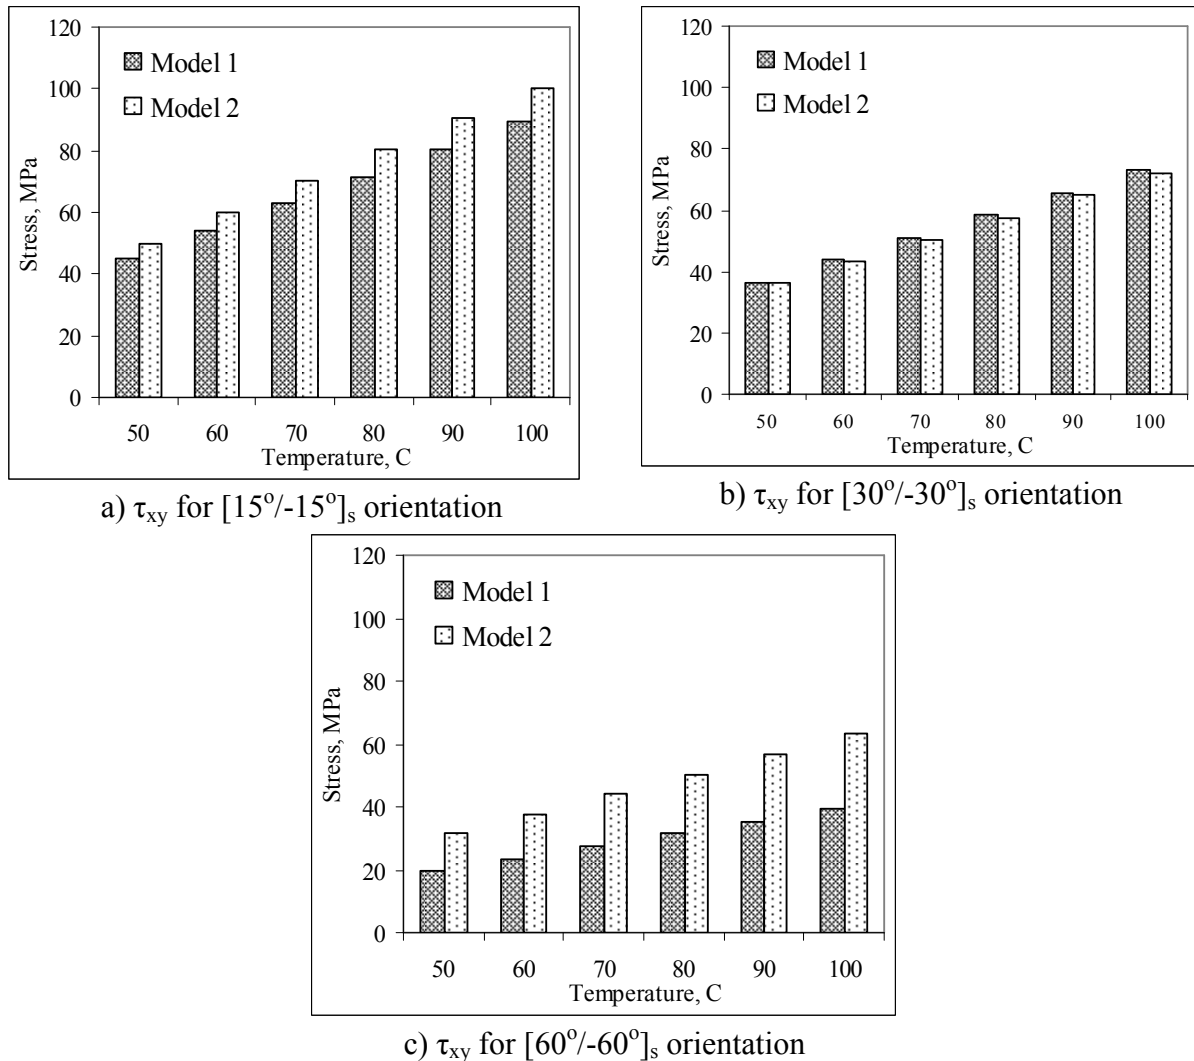 120
100
80
60
40
20
0
Stress, MPa
Model 1
Model 2
50 60 70 80 90 100
Temperature, C
a) τxy for [15°/-15°]s orientation
120
100
80
60
40
20
0
Stress, MPa
Model 1
Model 2
50 60 70 80 90 100
Temperature, C
b) τxy for [30°/-30°]s orientation
120
100
80
60
40
20
0
Stress, MPa
Model 1
Model 2
50 60 70 80 90 100
Temperature, C
c) τxy for [60°/-60°]s orientation